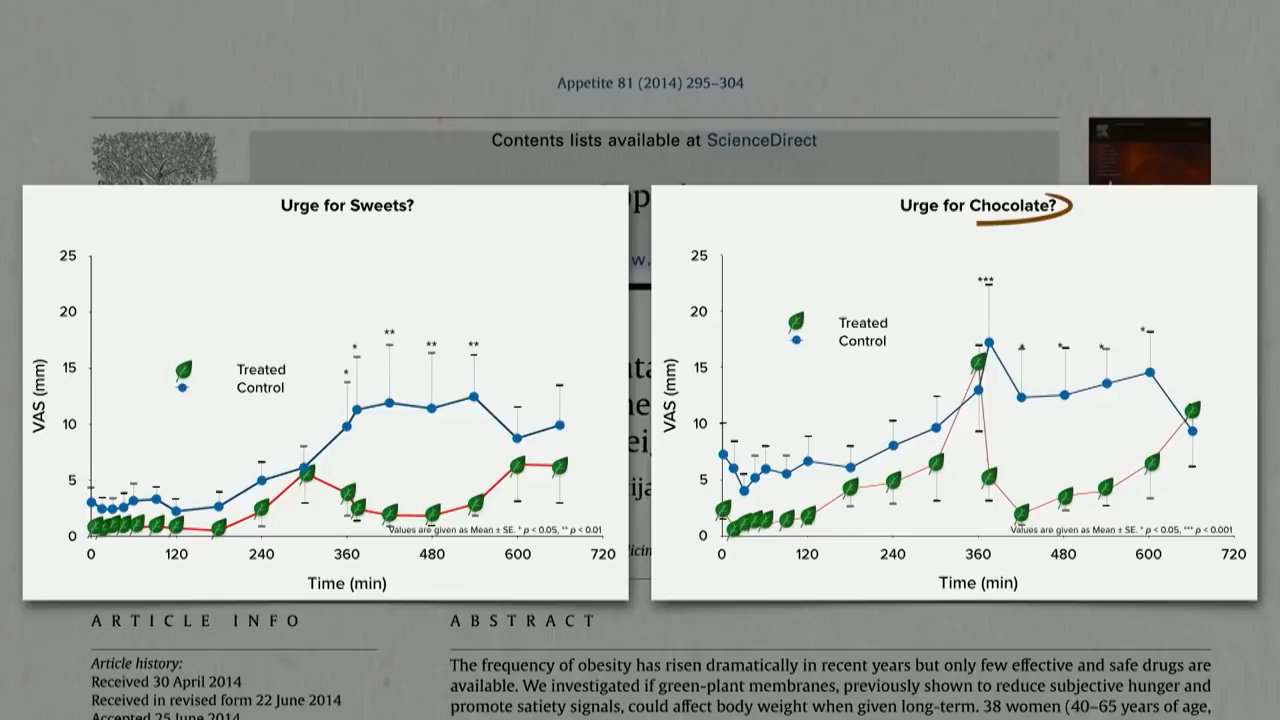 Appetite 81 (2014) 295–304
Contents lists available at ScienceDirect
Urge for Sweets?
25
20
15
10
5
0
VAS (mm)
Treated
Control
*
*
**
**
**
Values are given as Mean ± SE. * p < 0.05, ** p < 0.01
0 120 240 360 480 600 720
Time (min)
Urge for Chocolate?
25
20
15
10
5
0
VAS (mm)
Treated
Control
***
*
*
*
*
Values are given as Mean ± SE. * p < 0.05, *** p < 0.001
0 120 240 360 480 600 720
Time (min)
ARTICLE INFO
ABSTRACT
Article history:
Received 30 April 2014
Received in revised form 22 June 2014
Accepted 25 June 2014
The frequency of obesity has risen dramatically in recent years but only few effective and safe drugs are
available. We investigated if green-plant membranes, previously shown to reduce subjective hunger and
promote satiety signals, could affect body weight when given long-term. 38 women (40–65 years of age,